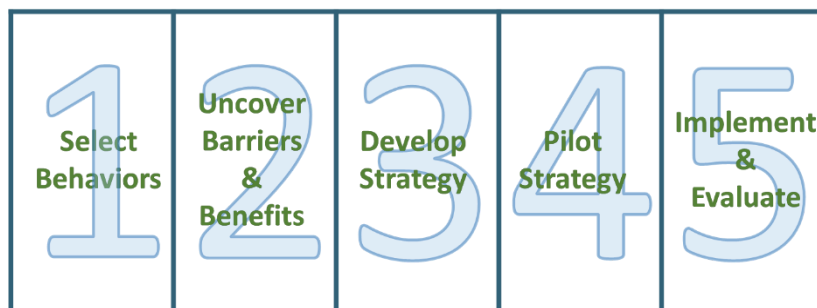 1
Select
Behaviors
2
Uncover
Barriers
&
Benefits
3
Develop
Strategy
4
Pilot
Strategy
5
Implement
&
Evaluate